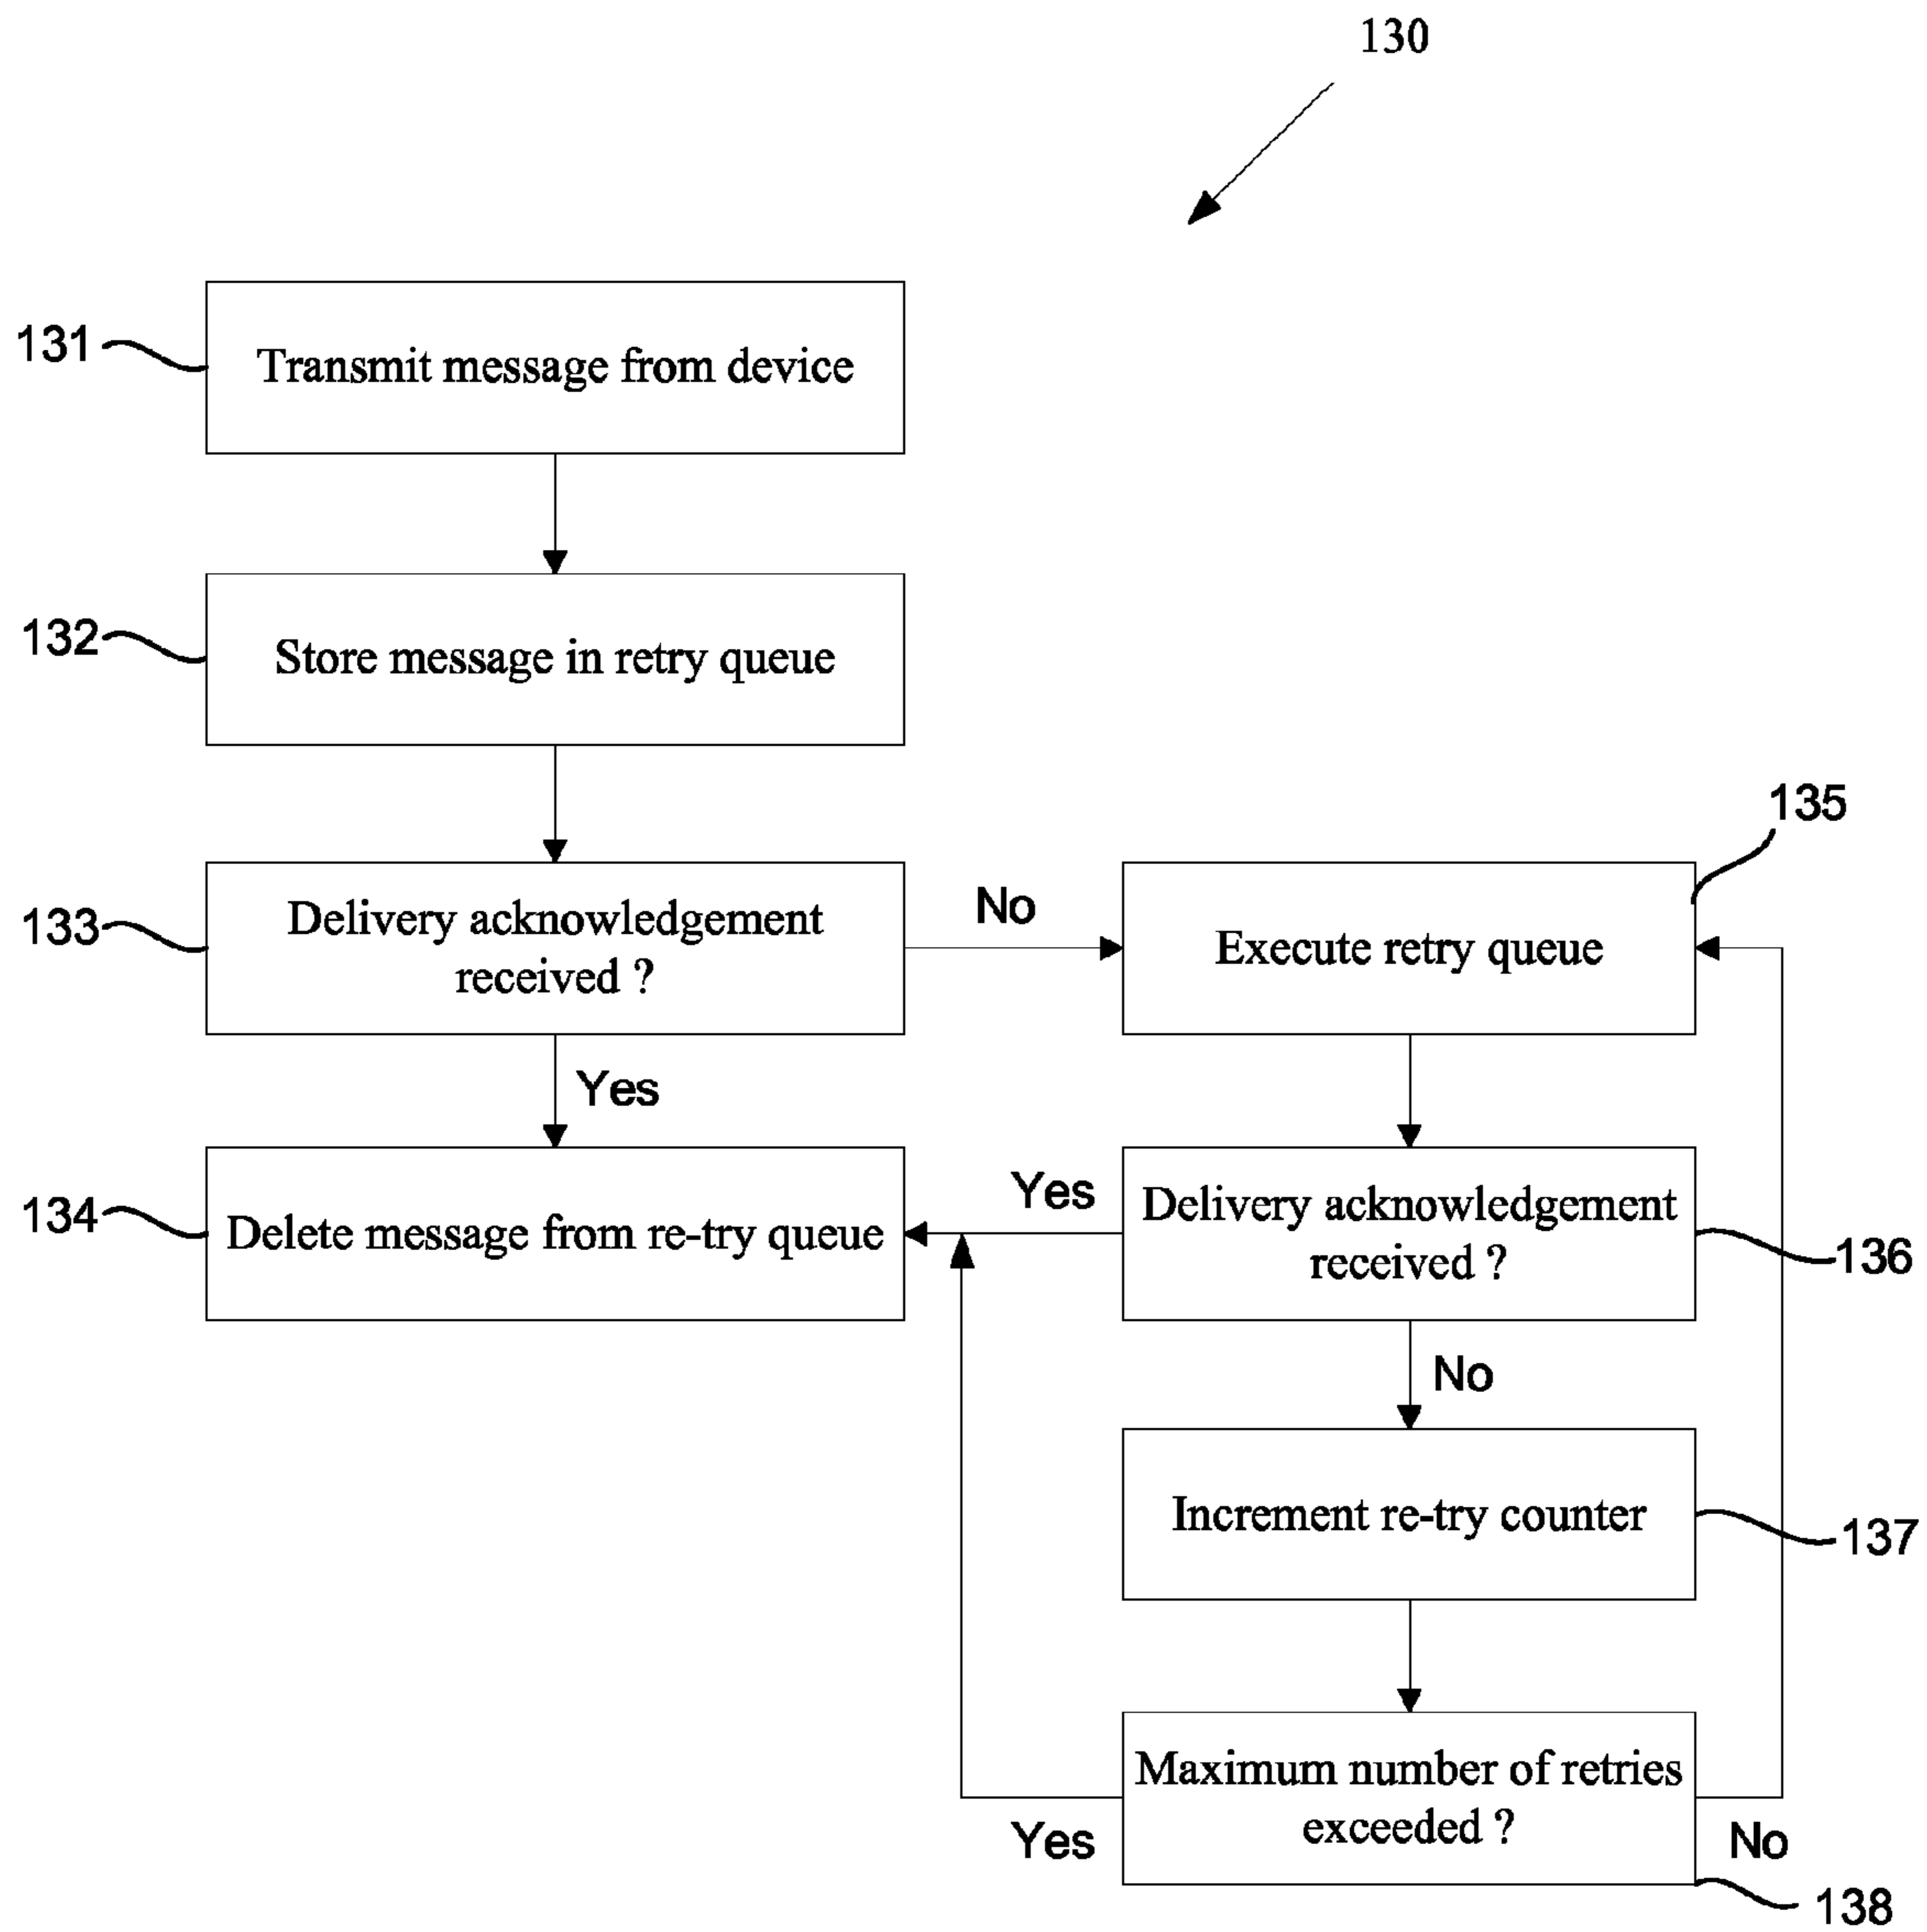 130
131
Transmit message from device
132
Store message in retry queue
133
Delivery acknowledgement
received ?
No
135
Execute retry queue
Yes
134
Delete message from re-try queue
Yes
Delivery acknowledgement
received ?
136
No
Increment re-try counter
137
Maximum number of retries
exceeded ?
Yes
No
138